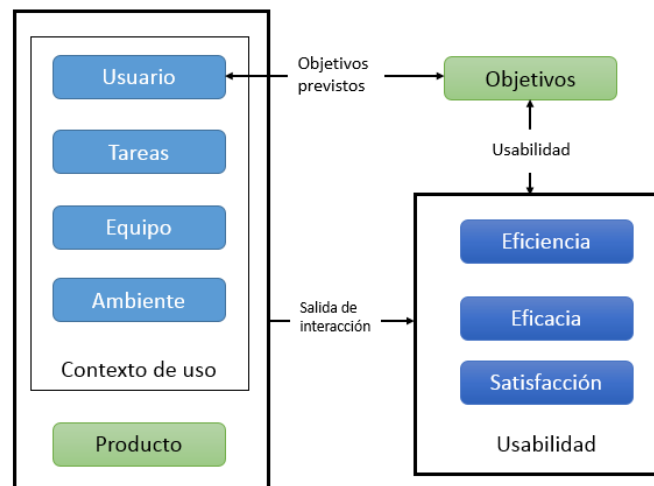 Usuario
Tareas
Equipo
Ambiente
Contexto de uso
Producto
Objetivos
previstos
Objetivos
Usabilidad
Salida de
interacción
Eficiencia
Eficacia
Satisfacción
Usabilidad